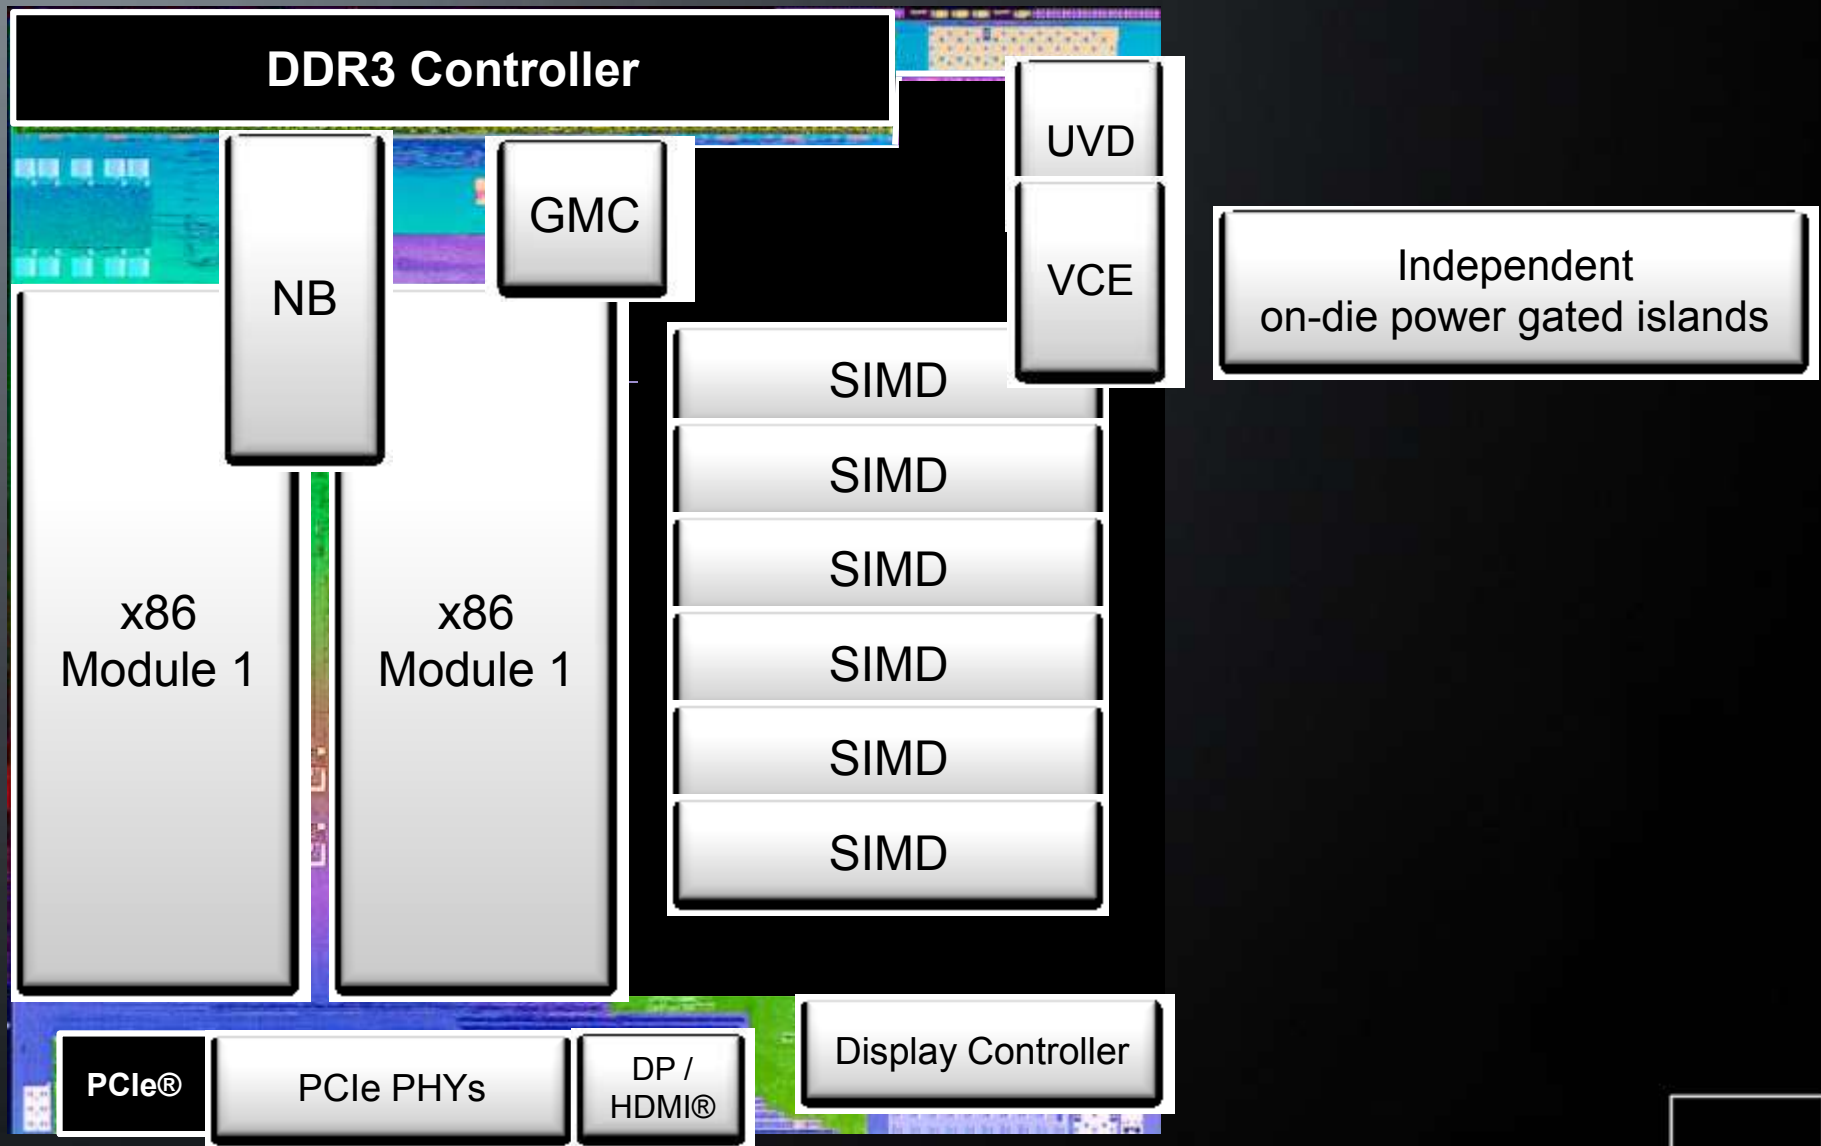 DDR3 Controller
UVD
GMC
VCE
NB
Independent
on-die power gated islands
SIMD
SIMD
SIMD
SIMD
SIMD
SIMD
x86
Module 1
x86
Module 1
Display Controller
PCIe®
PCIe PHYs
DP /
HDMI®